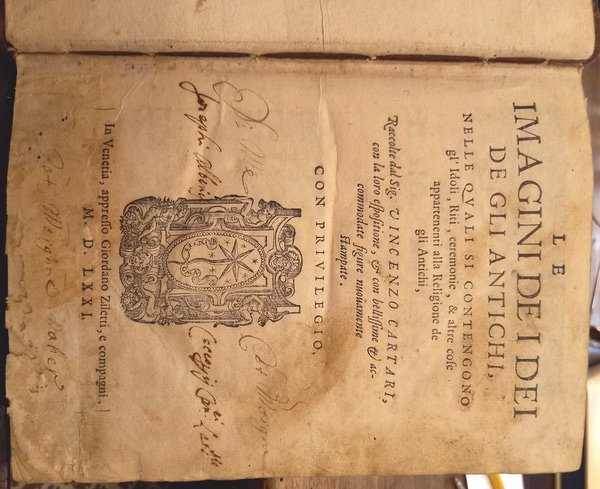 LE
IMAGINI DE I DEI
DE GLI ANTICHI,
NELLE QVALI SI CONTENGONO
gl' Idoli, Riti, ceremonie, & altre cose
appartenenti alla Religione de
gli Antichi,
Raccolte dal Sig. VINCENZO CARTARI,
con la loro espositione, & con bellissime & ac-
commodate figure nuouamente
stampate.
CON PRIVILEGIO.
Di Me
In Venetia, appresso Giordano Ziletti, e compagni,
M D LXXI.